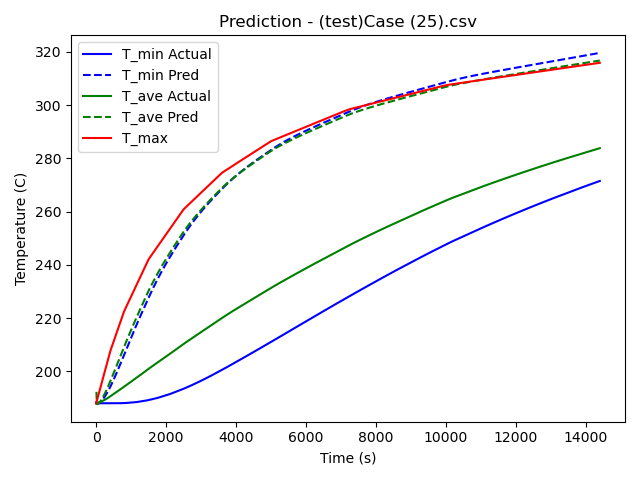 Prediction - (test)Case (25).csv
T_min Actual
T_min Pred
T_ave Actual
T_ave Pred
T_max
Temperature (C)
320
300
280
260
240
220
200
0 2000 4000 6000 8000 10000 12000 14000
Time (s)